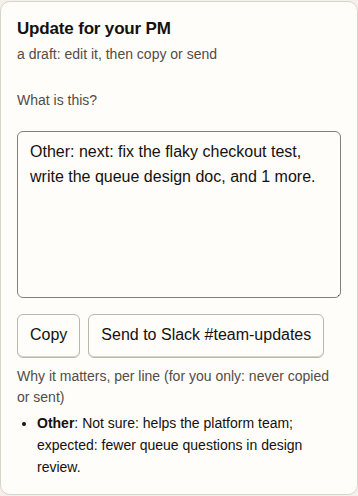 Update for your PM
a draft: edit it, then copy or send
What is this?
Other: next: fix the flaky checkout test,
write the queue design doc, and 1 more.
Copy
Send to Slack #team-updates
Why it matters, per line (for you only: never copied
or sent)
• Other: Not sure: helps the platform team;
expected: fewer queue questions in design
review.